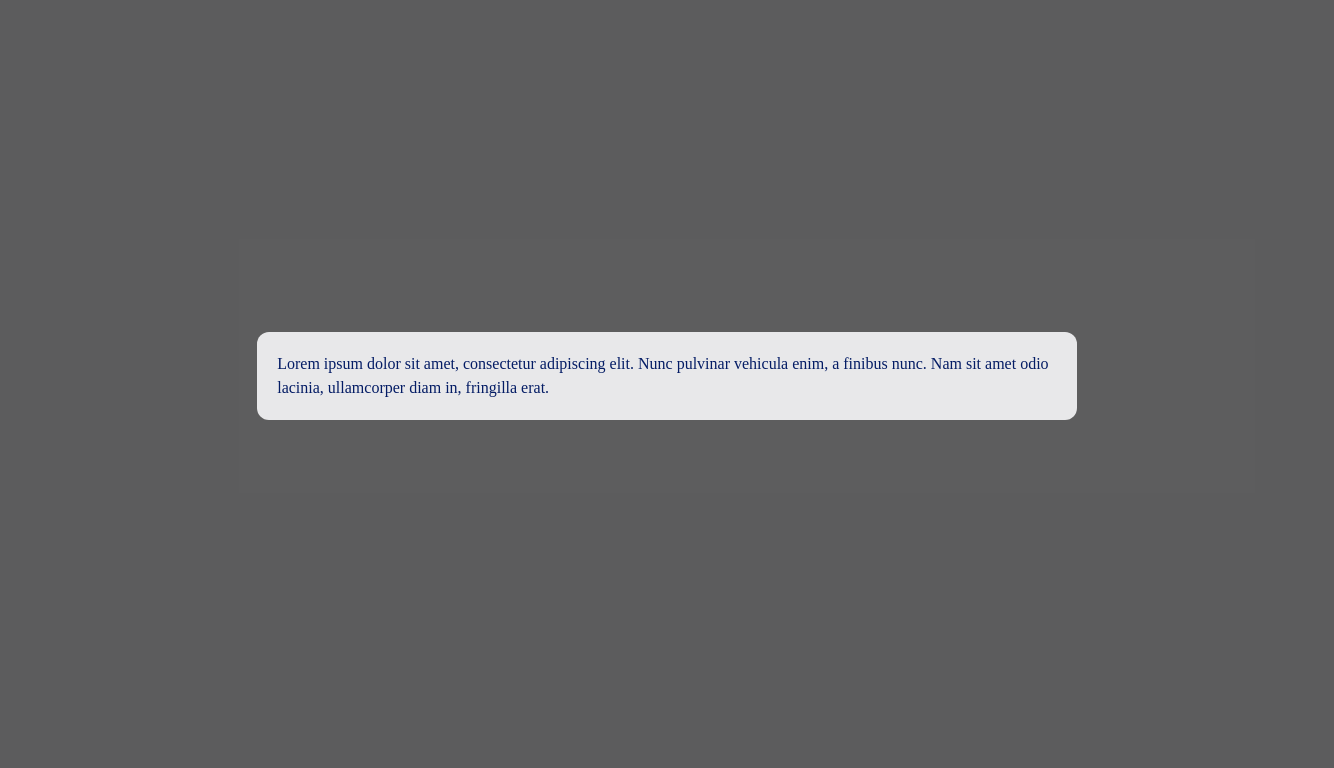 Lorem ipsum dolor sit amet, consectetur adipiscing elit. Nunc pulvinar vehicula enim, a finibus nunc. Nam sit amet odio
lacinia, ullamcorper diam in, fringilla erat.